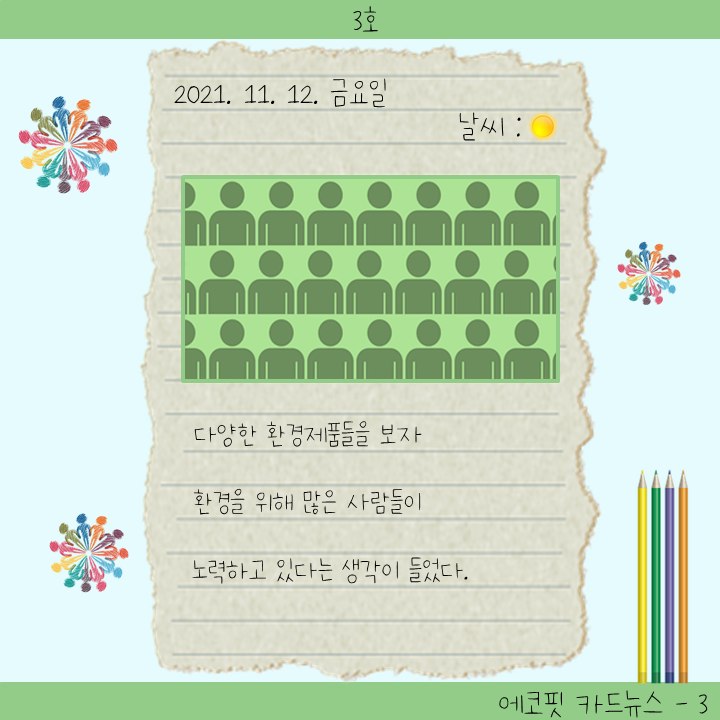 3호
2021. 11. 12. 금요일
날씨 :
다양한 환경제품들을 보자
환경을 위해 많은 사람들이
노력하고 있다는 생각이 들었다.
에코핏 카드뉴스 - 3